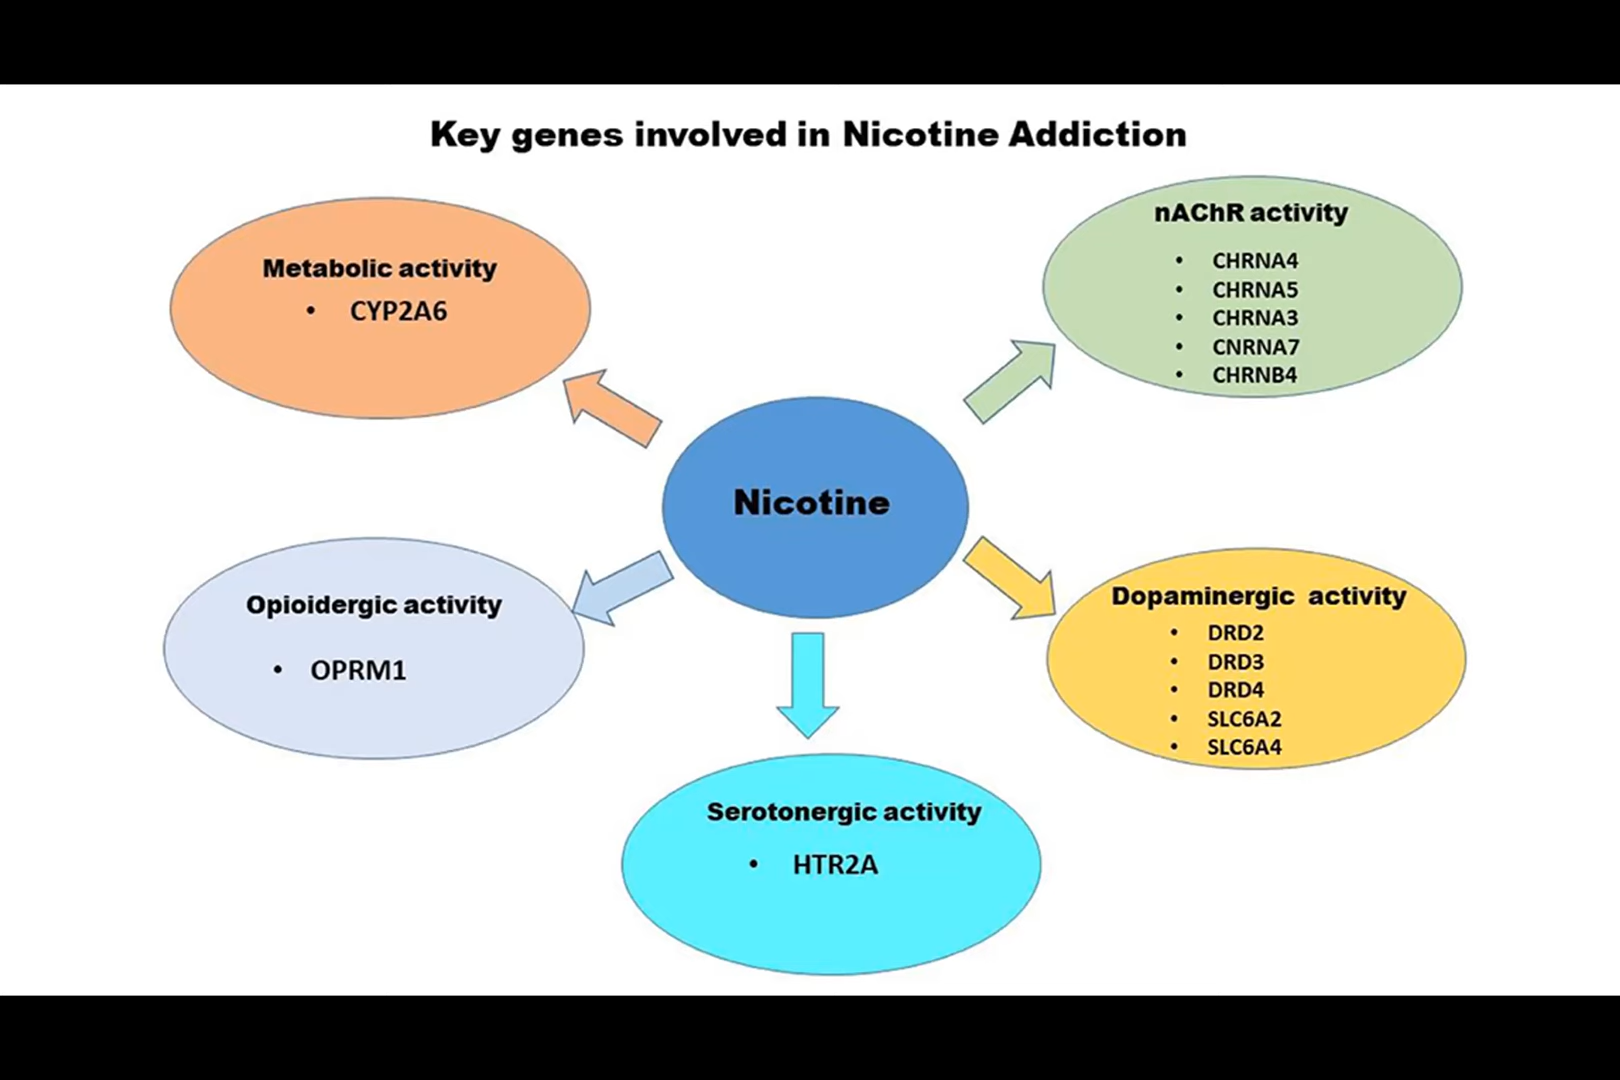 Key genes involved in Nicotine Addiction
Metabolic activity
• CYP2A6
nAChR activity
• CHRNA4
• CHRNA5
• CHRNA3
• CNRNA7
• CHRNB4
Nicotine
Opioidergic activity
• OPRM1
Dopaminergic activity
• DRD2
• DRD3
• DRD4
• SLC6A2
• SLC6A4
Serotonergic activity
• HTR2A